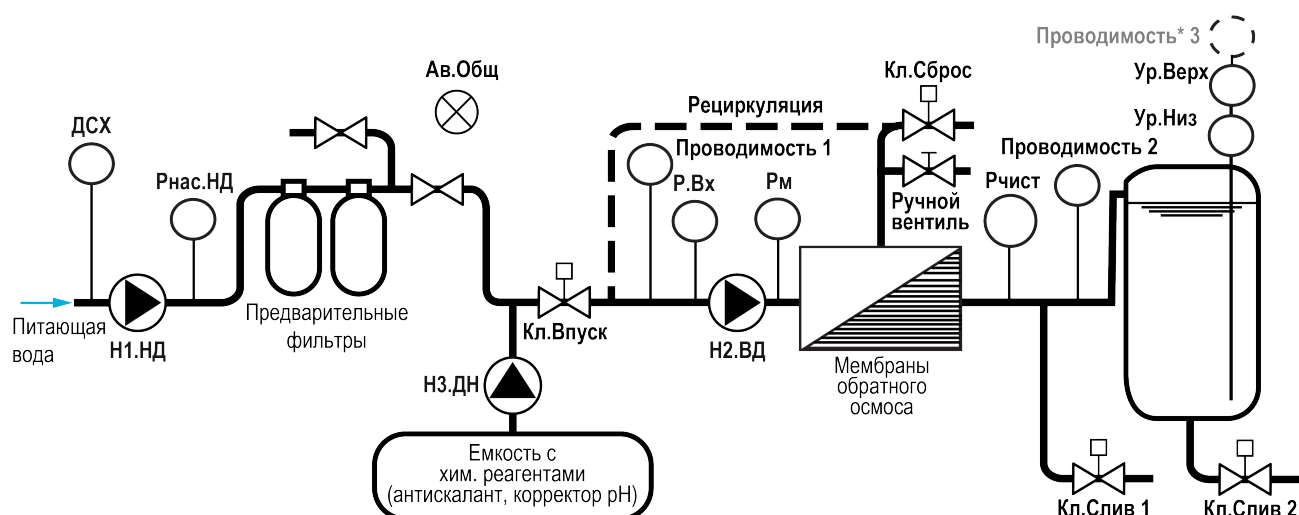 Проводимость* 3
Ав.Общ
Кл.Сброс
Ур.Верх
Рециркуляция
Ур.Низ
ДСХ
Проводимость 1
Проводимость 2
Рнас.НД
Р.Вх
Рм
Ручной
вентиль
Рчист
Питающая
вода
Н1.НД
Предварительные
фильтры
Кл.Впуск
Н2.ВД
Мембраны
обратного
осмоса
Н3.ДН
Емкость с
хим. реагентами
(антискалант, корректор pH)
Кл.Слив 1
Кл.Слив 2